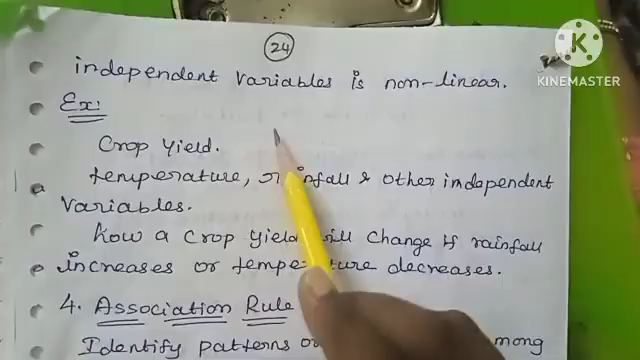 24
independent variables is non-linear.
KINEMASTER
Ex:
Crop yield.
temperature, rainfall & other independent
variables.
How a crop yield will change if rainfall
increases or temperature decreases.
4. Association Rule
Identify patterns or among